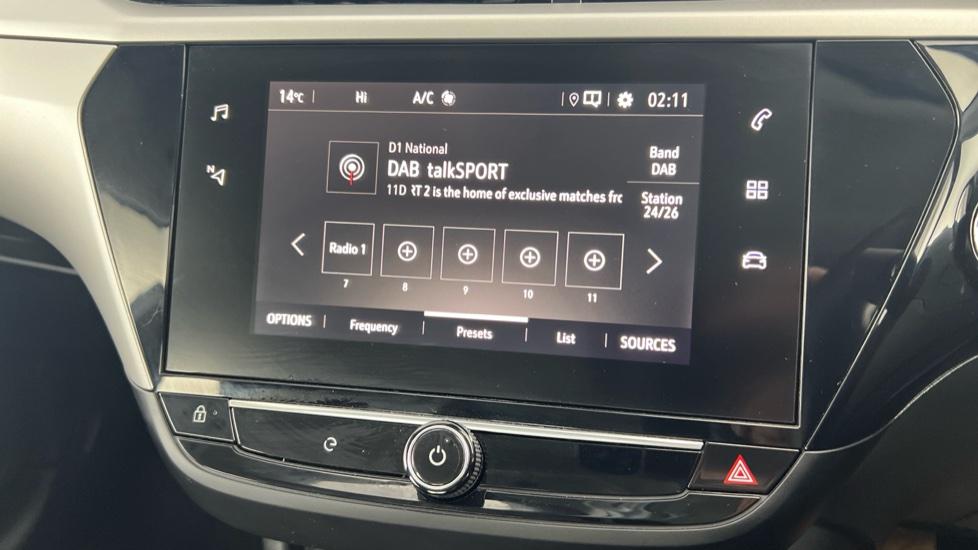 14°C Hi A/C 02:11
D1 National
DAB talkSPORT
11D RT 2 is the home of exclusive matches frc
Band
DAB
Station
24/26
Radio 1
7 8 9 10 11
OPTIONS Frequency Presets List SOURCES
N